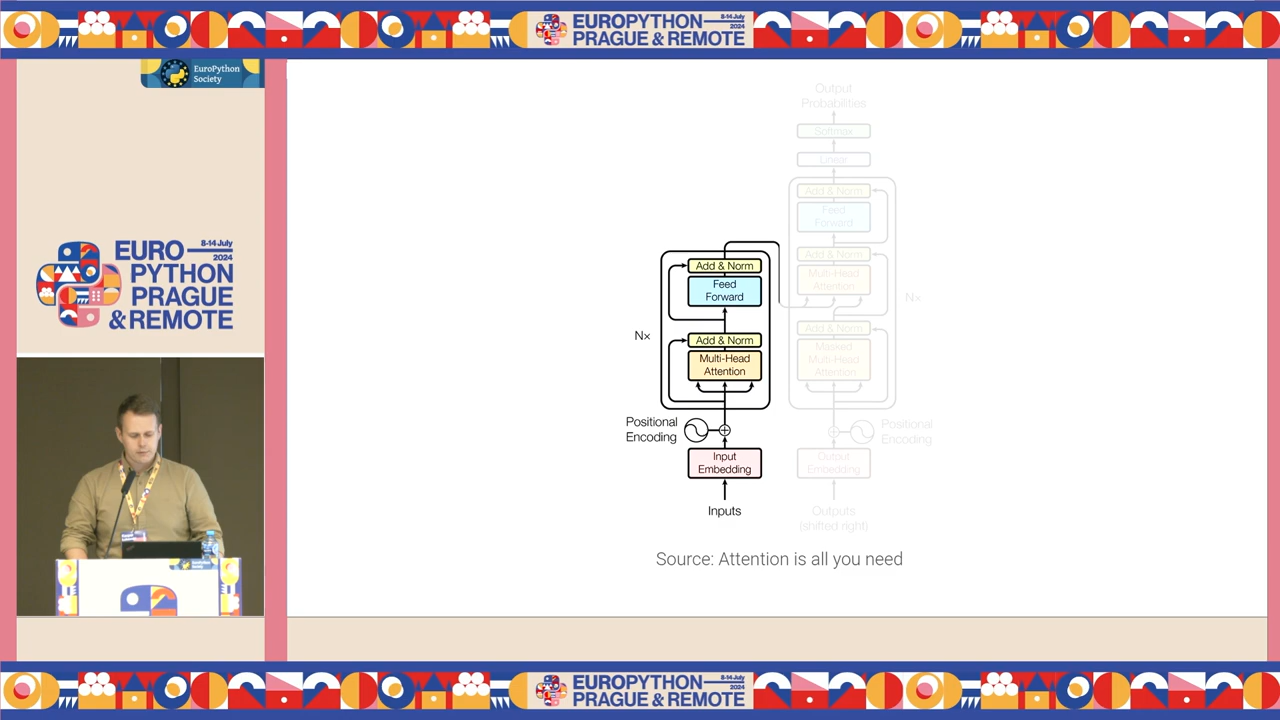 EUROPYTHON
8-14 July
2024
PRAGUE & REMOTE
EuroPython
Society
EURO
8-14 July
2024
PYTHON
PRAGUE
& REMOTE
Output
Probabilities
Softmax
Linear
Add & Norm
Feed
Forward
Add & Norm
Multi-Head
Attention
Nx
Add & Norm
Masked
Multi-Head
Attention
Positional
Encoding
Output
Embedding
Outputs
(shifted right)
Add & Norm
Feed
Forward
Nx
Add & Norm
Multi-Head
Attention
Positional
Encoding
Input
Embedding
Inputs
Source: Attention is all you need
EUROPYTHON
8-14 July
2024
PRAGUE & REMOTE